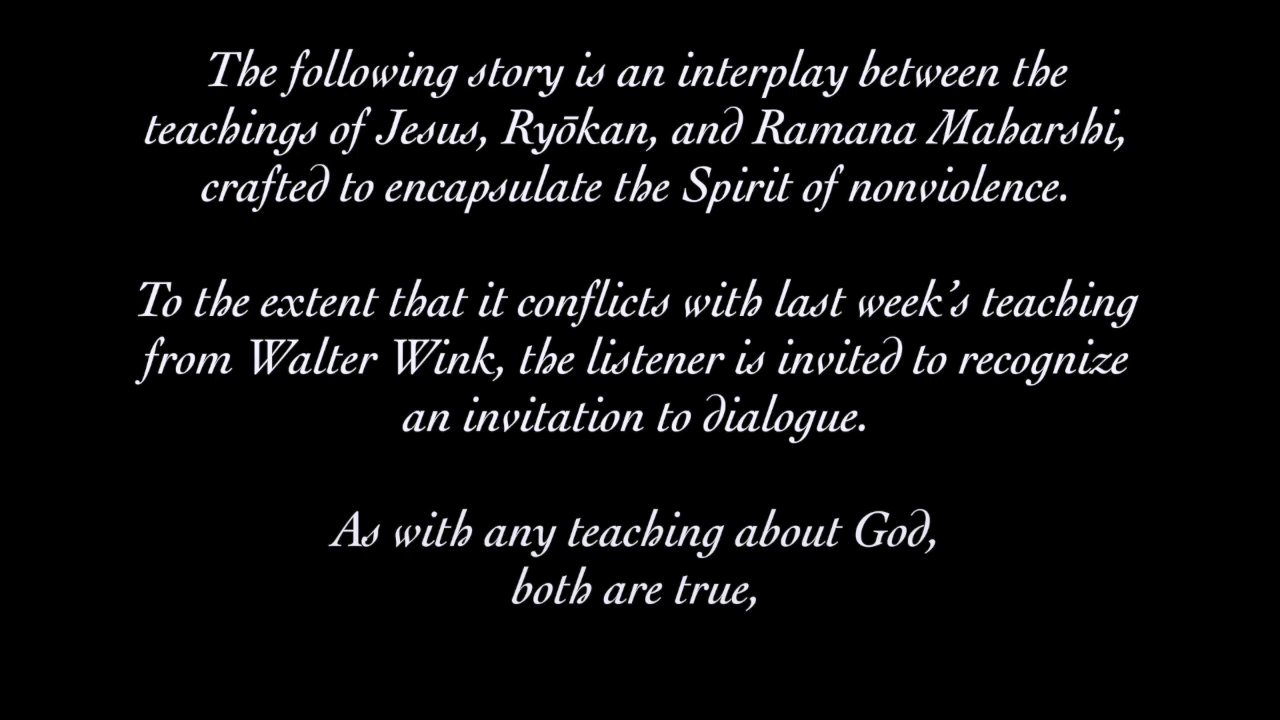 The following story is an interplay between the
teachings of Jesus, Ryōkan, and Ramana Maharshi,
crafted to encapsulate the Spirit of nonviolence.
To the extent that it conflicts with last week’s teaching
from Walter Wink, the listener is invited to recognize
an invitation to dialogue.
As with any teaching about God,
both are true,